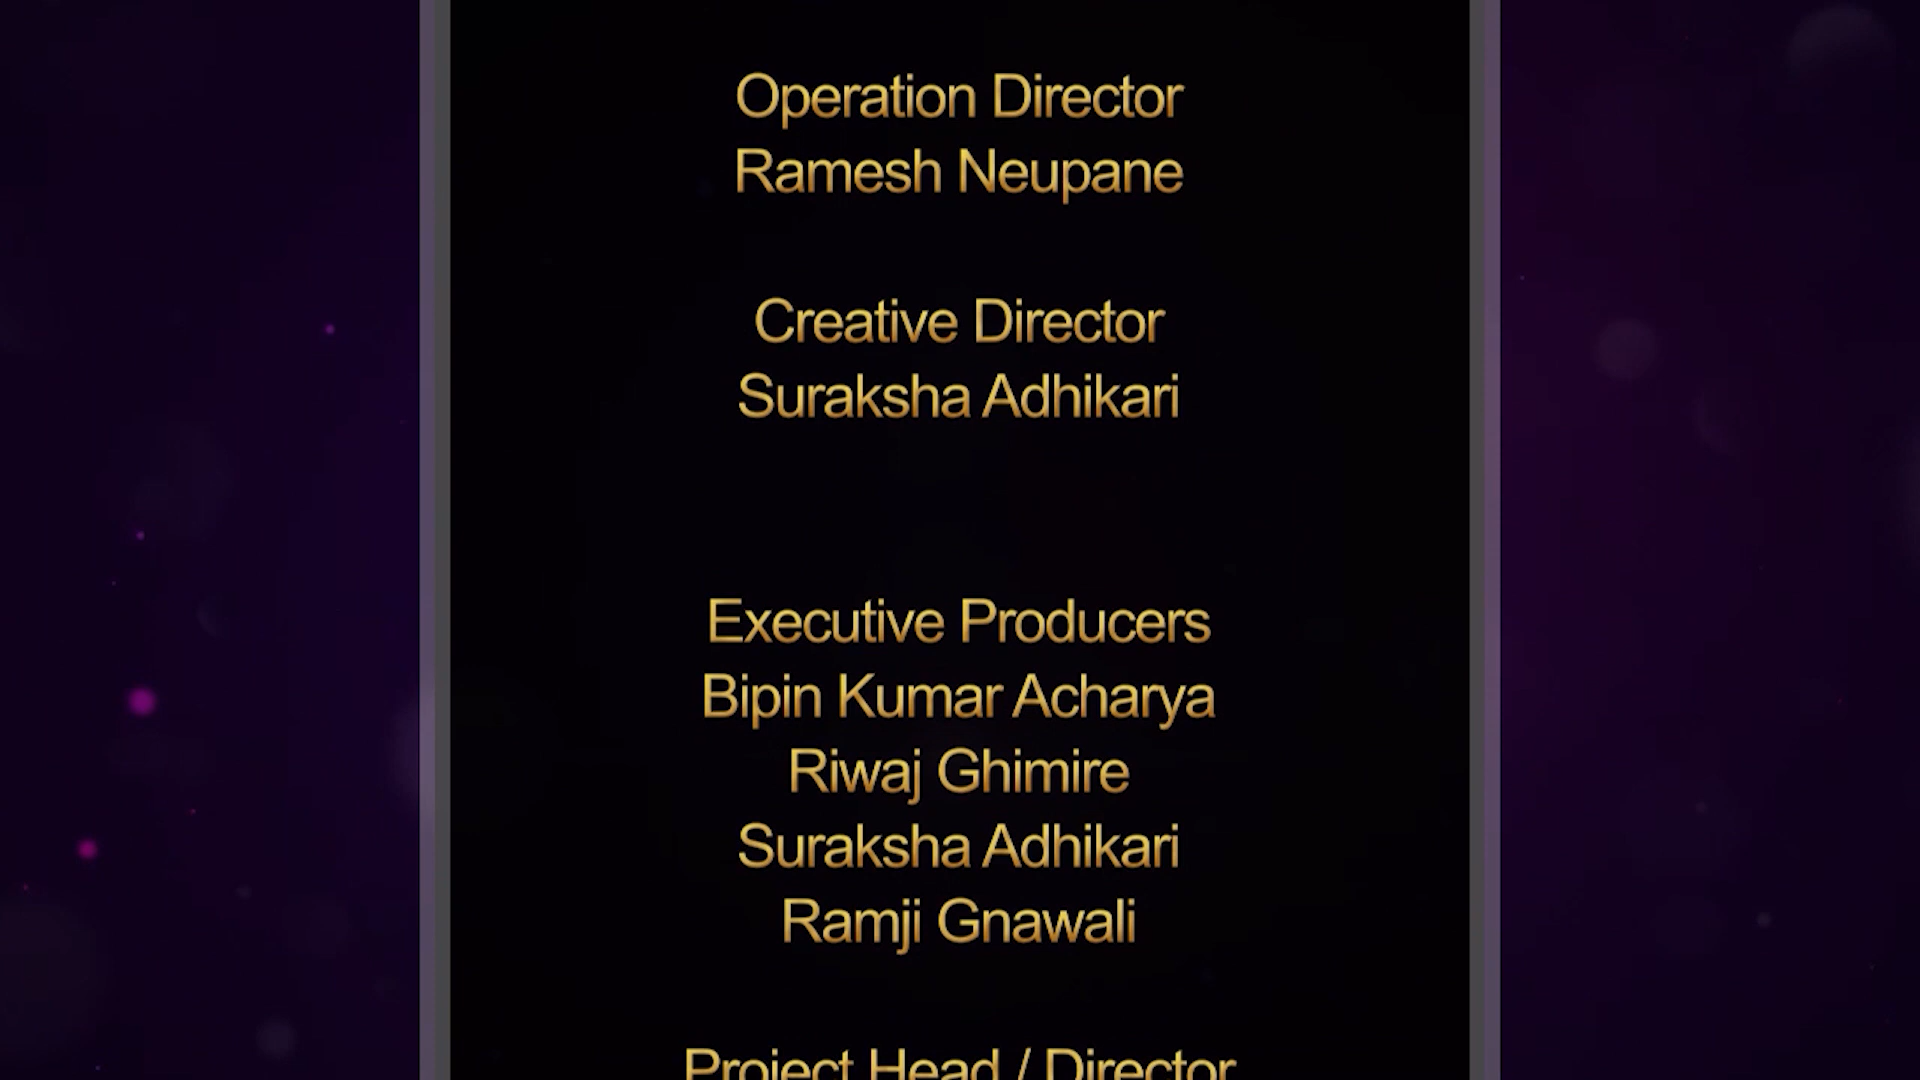 Operation Director
Ramesh Neupane
Creative Director
Suraksha Adhikari
Executive Producers
Bipin Kumar Acharya
Riwaj Ghimire
Suraksha Adhikari
Ramji Gnawali
Project Head / Director